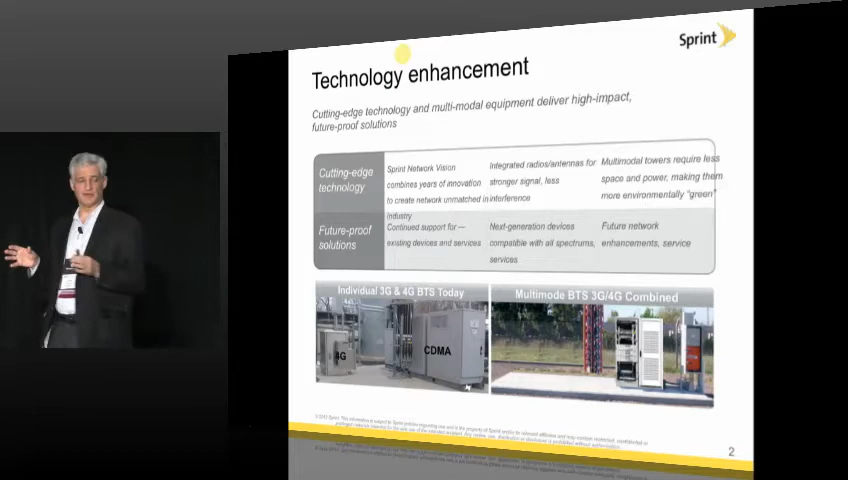 Sprint
Technology enhancement
Cutting-edge technology and multi-modal equipment deliver high-impact,
future-proof solutions
Cutting-edge
technology
Sprint Network Vision
combines years of innovation
to create network unmatched in
industry
Integrated radios/antennas for
stronger signal, less
interference
Multimodal towers require less
space and power, making them
more environmentally "green"
Future-proof
solutions
Continued support for —
existing devices and services
Next-generation devices
compatible with all spectrums,
services
Future network
enhancements, service
Individual 3G & 4G BTS Today
Multimode BTS 3G/4G Combined
4G
CDMA
2